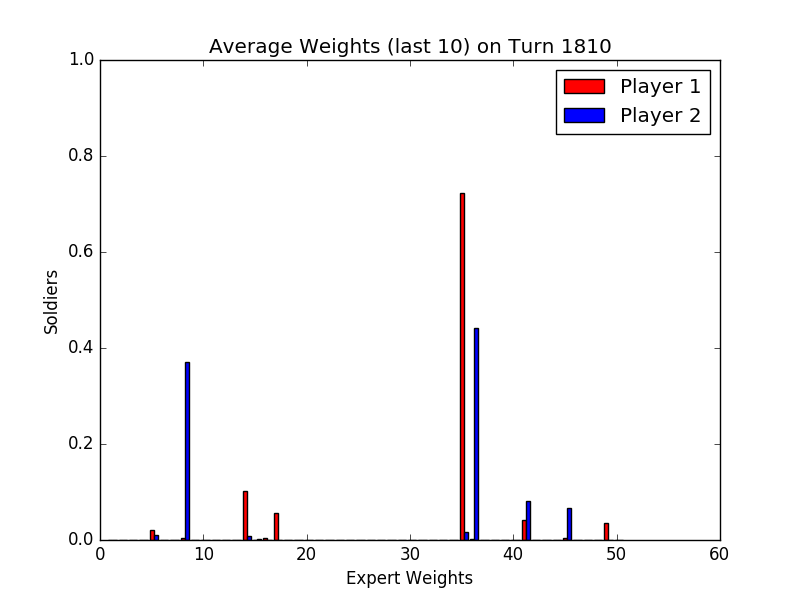 Average Weights (last 10) on Turn 1810
1.0
0.8
0.6
0.4
0.2
0.0
Soldiers
Player 1
Player 2
0 10 20 30 40 50 60
Expert Weights